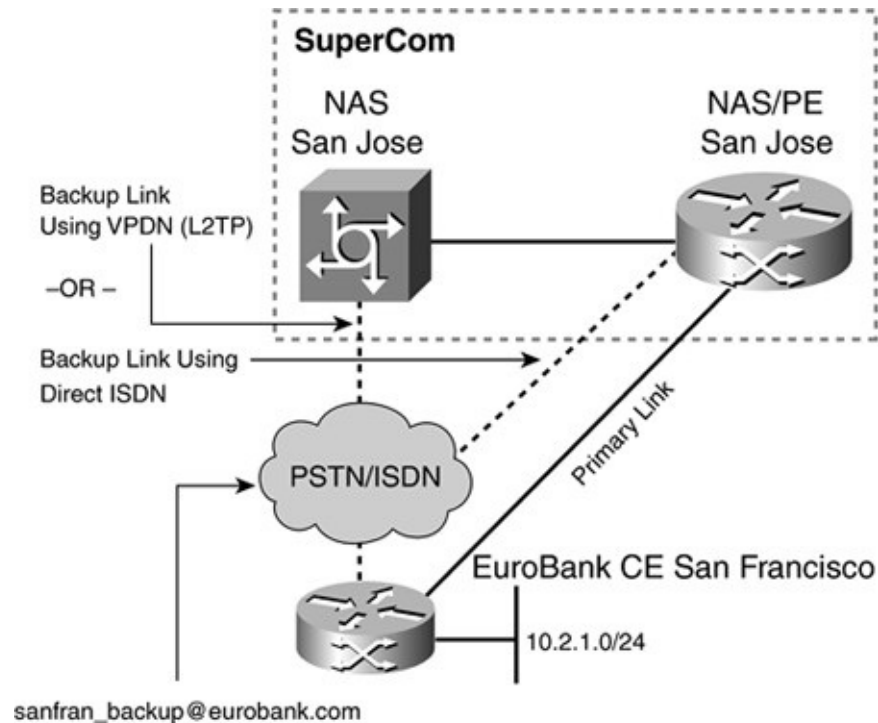 SuperCom
NAS
San Jose
NAS/PE
San Jose
Backup Link
Using VPDN (L2TP)
–OR –
Backup Link Using
Direct ISDN
PSTN/ISDN
Primary Link
EuroBank CE San Francisco
10.2.1.0/24
sanfran_backup@eurobank.com